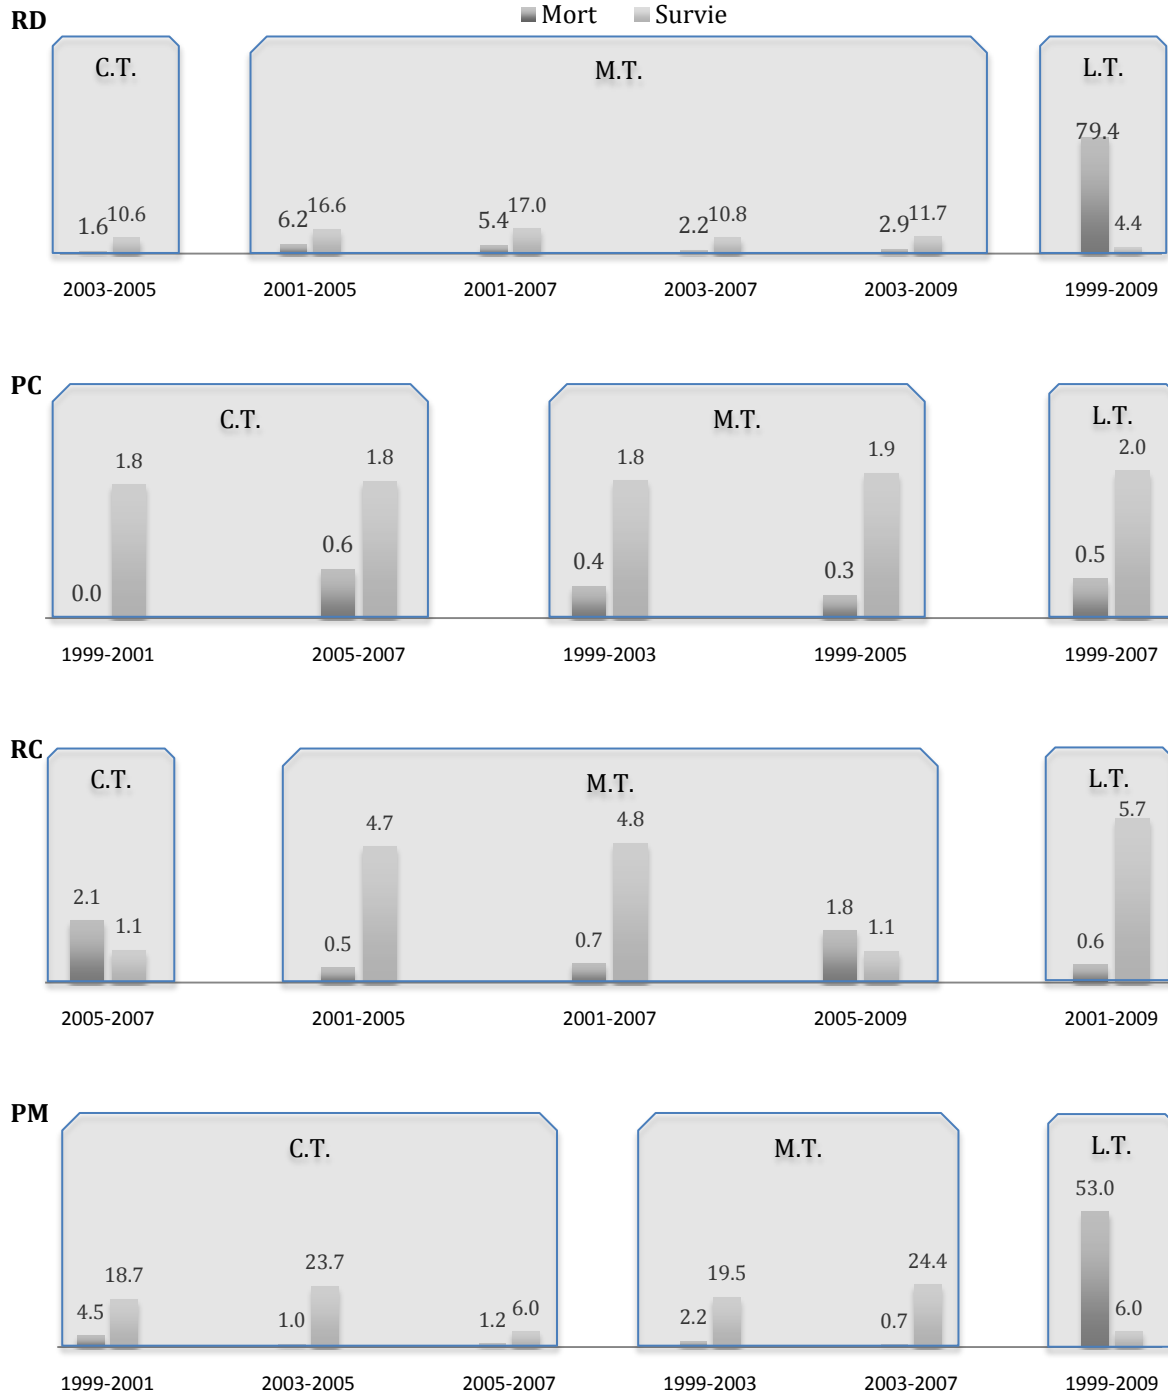 RD
Mort Survie
C.T. M.T. L.T.
79.4
1.6 10.6 6.2 16.6 5.4 17.0 2.2 10.8 2.9 11.7 4.4
2003-2005 2001-2005 2001-2007 2003-2007 2003-2009 1999-2009
PC
C.T. M.T. L.T.
1.8 1.8 1.8 1.9 2.0
0.0 0.6 0.4 0.3 0.5
1999-2001 2005-2007 1999-2003 1999-2005 1999-2007
RC
C.T. M.T. L.T.
4.7 4.8 5.7
2.1 1.1 0.5 0.7 1.8 1.1 0.6
2005-2007 2001-2005 2001-2007 2005-2009 2001-2009
PM
C.T. M.T. L.T.
53.0
4.5 18.7 1.0 23.7 1.2 6.0 2.2 19.5 0.7 24.4 6.0
1999-2001 2003-2005 2005-2007 1999-2003 2003-2007 1999-2009